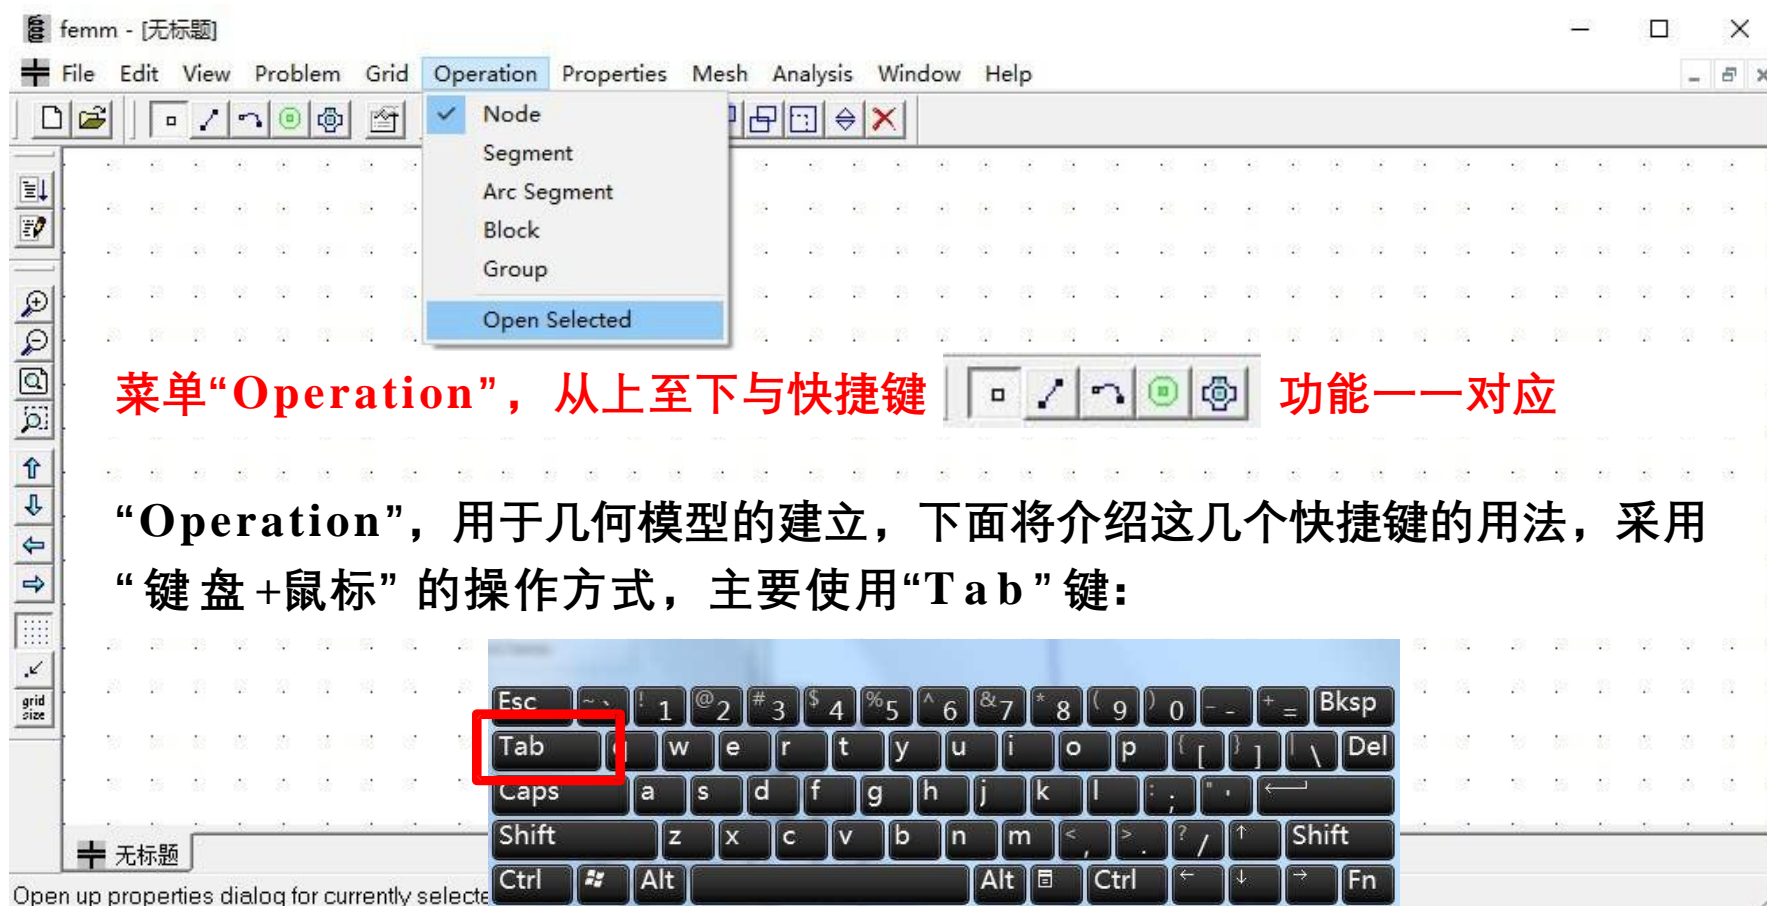 femm - [无标题]
File Edit View Problem Grid Operation Properties Mesh Analysis Window Help
Node
Segment
Arc Segment
Block
Group
Open Selected
菜单“Operation”，从上至下与快捷键 功能一一对应
“Operation”，用于几何模型的建立，下面将介绍这几个快捷键的用法，采用
“键盘+鼠标”的操作方式，主要使用“Tab”键：
grid
size
Esc ~ ` ! 1 @ 2 # 3 $ 4 % 5 ^ 6 & 7 * 8 ( 9 ) 0 _ - + = Bksp
Tab w e r t y u i o p { [ } ] | \ Del
Caps a s d f g h j k l : ; " '
Shift z x c v b n m < , > . ? / ↑ Shift
Ctrl Alt Alt Ctrl ← ↓ → Fn
无标题
Open up properties dialog for currently selecte